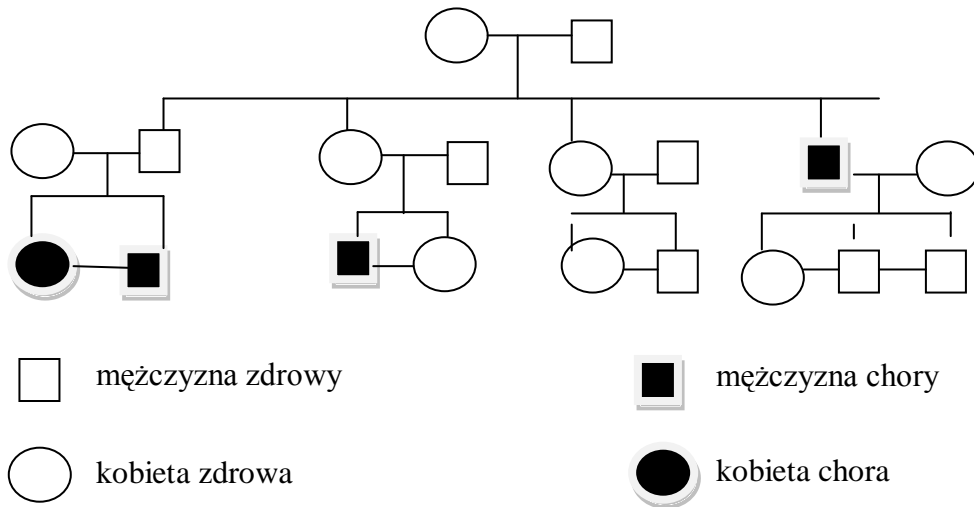 mężczyzna zdrowy
mężczyzna chory
kobieta zdrowa
kobieta chora